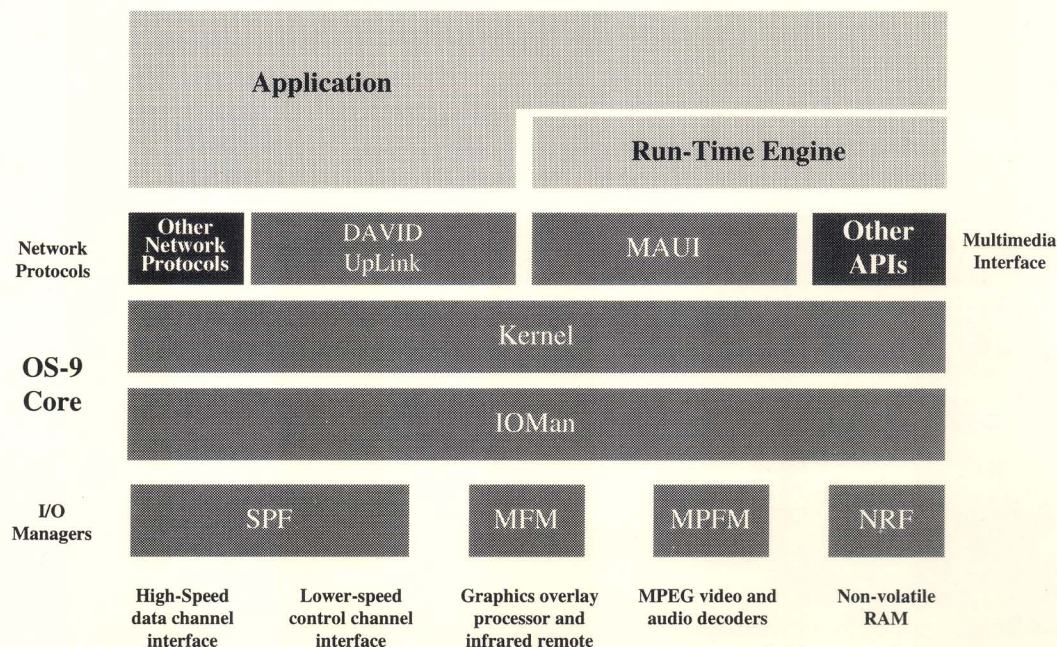 Application
Run-Time Engine
Network
Protocols
Other
Network
Protocols
DAVID
UpLink
MAUI
Other
APIs
Multimedia
Interface
OS-9
Core
Kernel
IOMan
I/O
Managers
SPF
MFM
MPFM
NRF
High-Speed
data channel
interface
Lower-speed
control channel
interface
Graphics overlay
processor and
infrared remote
MPEG video and
audio decoders
Non-volatile
RAM